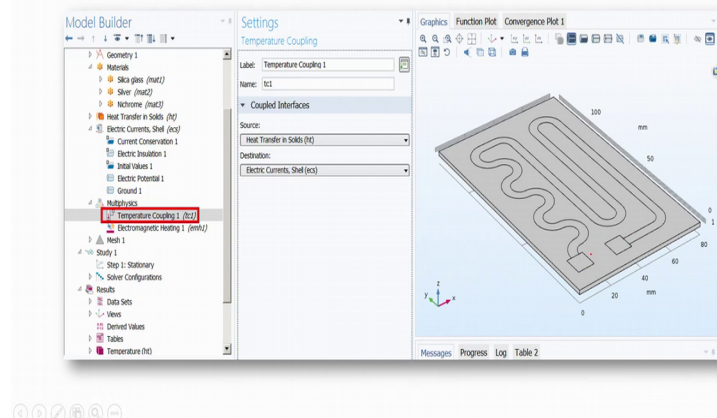 Model Builder
Geometry 1
Materials
Silica glass (mat1)
Silver (mat2)
Nichrome (mat3)
Heat Transfer in Solids (ht)
Electric Currents, Shell (ecs)
Current Conservation 1
Electric Insulation 1
Initial Values 1
Electric Potential 1
Ground 1
Multiphysics
Temperature Coupling 1 (tc1)
Electromagnetic Heating 1 (emh1)
Mesh 1
Study 1
Step 1: Stationary
Solver Configurations
Results
Data Sets
Views
Derived Values
Tables
Temperature (ht)
Settings
Temperature Coupling
Label: Temperature Coupling 1
Name: tc1
Coupled Interfaces
Source:
Heat Transfer in Solids (ht)
Destination:
Electric Currents, Shell (ecs)
Graphics Function Plot Convergence Plot 1
100
mm
50
0
1
80
60
40
mm
20
0
z
y
x
Messages Progress Log Table 2